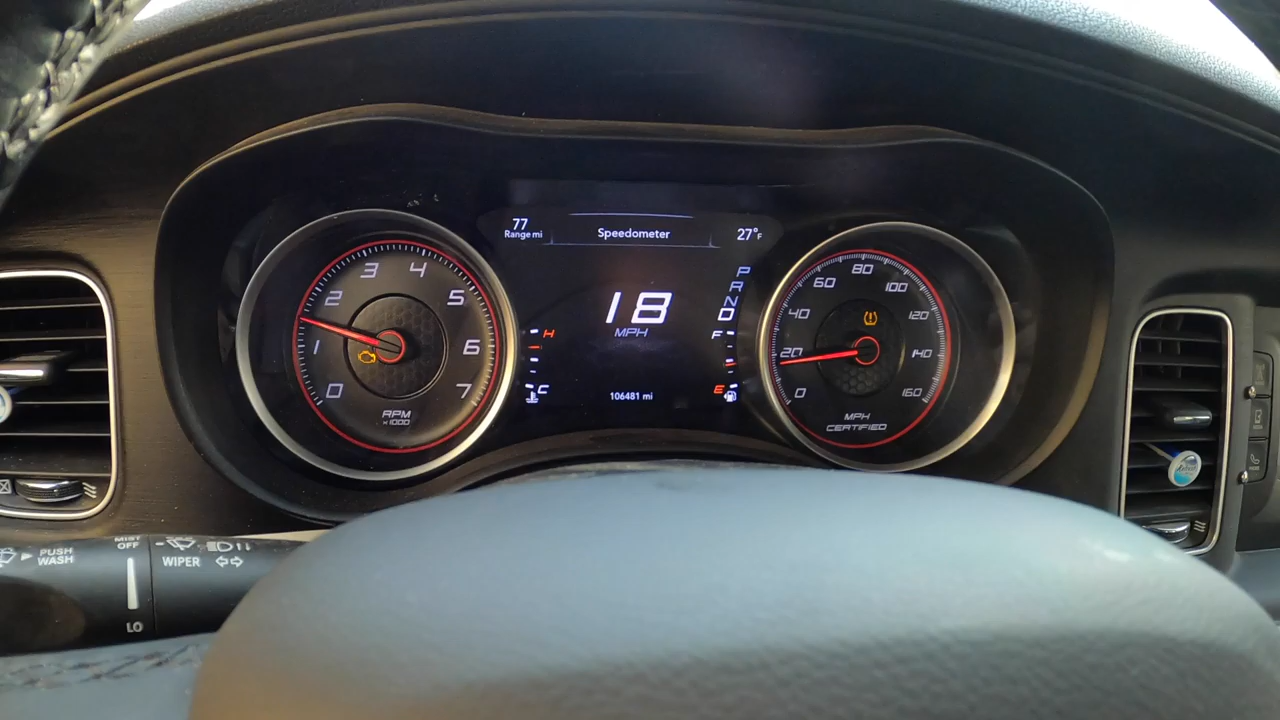 77
Range mi
Speedometer
27°F
P
R
N
D
18
MPH
H
C
F
E
106481 mi
0
1
2
3
4
5
6
7
RPM
x1000
0
20
40
60
80
100
120
140
160
MPH
CERTIFIED
PUSH
WASH
MIST
OFF
LO
WIPER